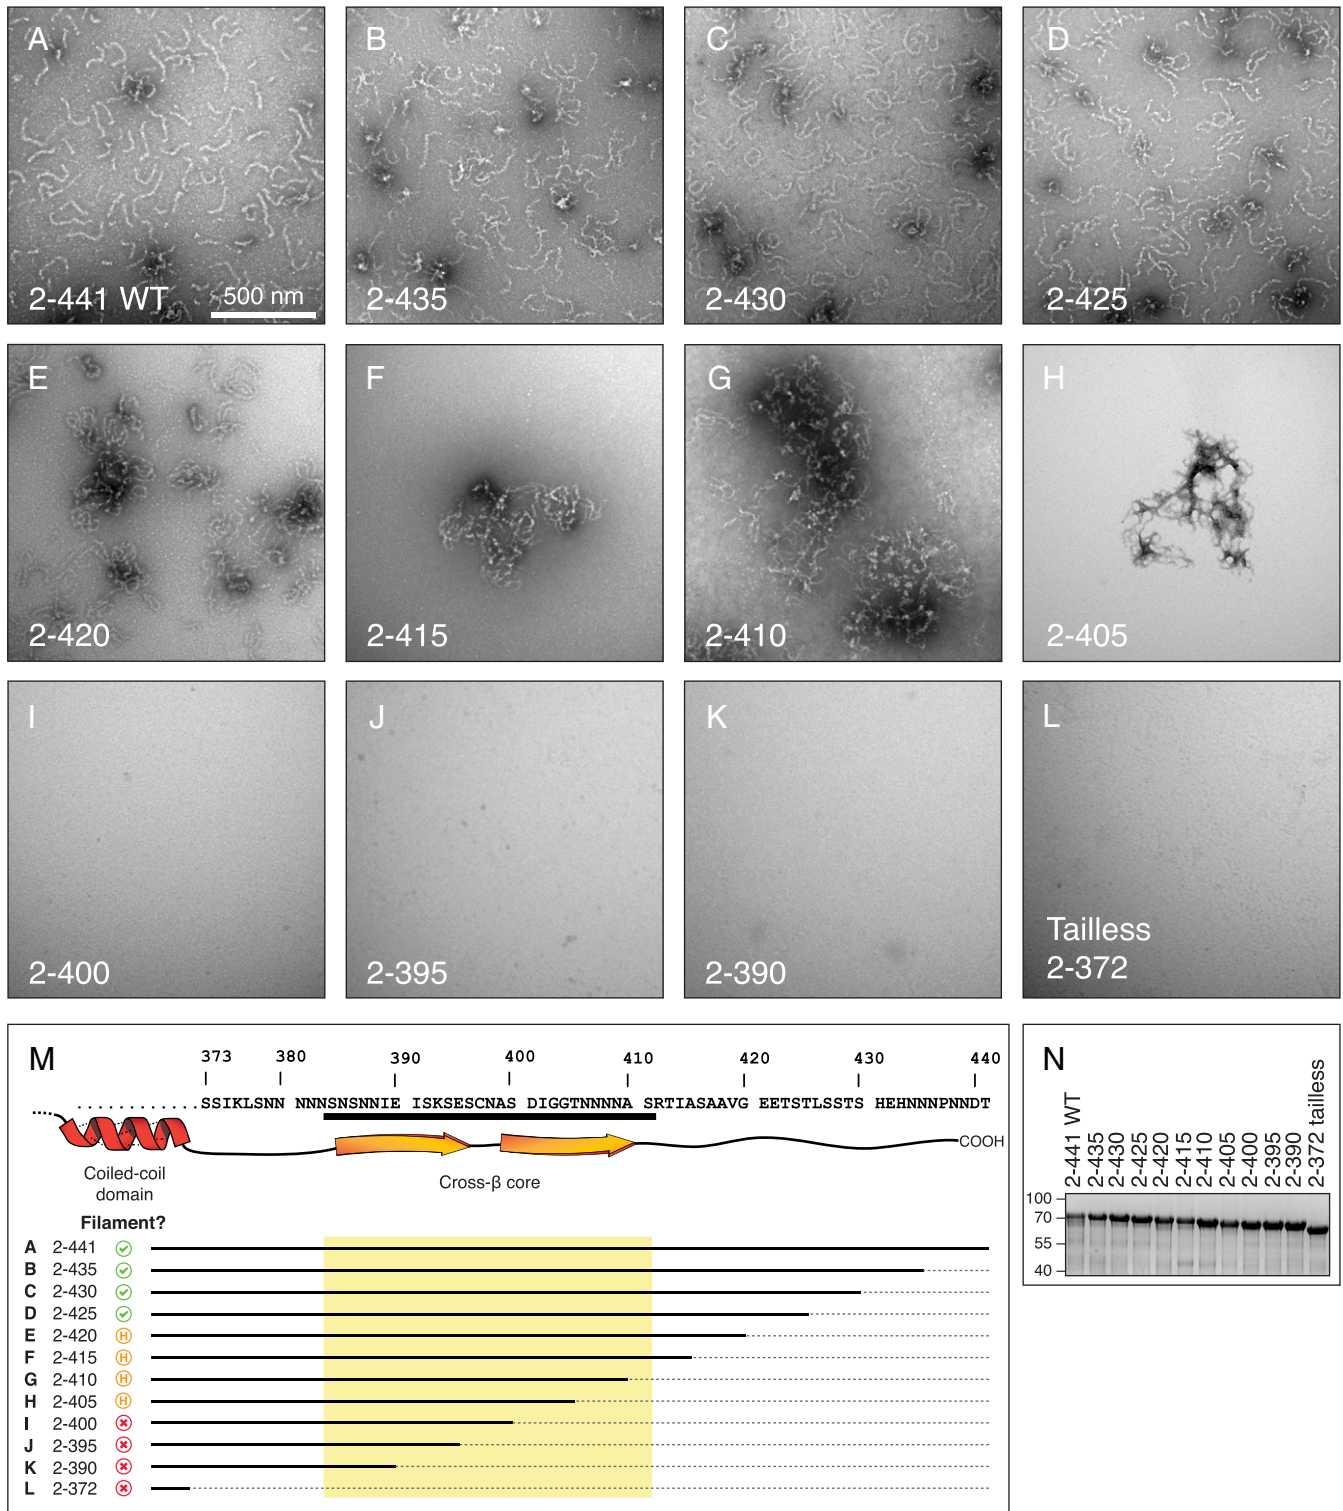 A
B
C
D
2-441 WT
500 nm
2-435
2-430
2-425
E
F
G
H
2-420
2-415
2-410
2-405
I
J
K
L
2-400
2-395
2-390
Tailless
2-372
M
373 380 390 400 410 420 430 440
SSIKLSNN NNNSNSNNIE ISKSESCNAS DIGGTNNNNA SRTIASAAVG EETSTLSSTS HEHNNNPNNDT
COOH
Coiled-coil
domain
Cross-β core
Filament?
A 2-441
B 2-435
C 2-430
D 2-425
E 2-420 H
F 2-415 H
G 2-410 H
H 2-405 H
I 2-400
J 2-395
K 2-390
L 2-372
N
2-441 WT
2-435
2-430
2-425
2-420
2-415
2-410
2-405
2-400
2-395
2-390
2-372 tailless
100
70
55
40